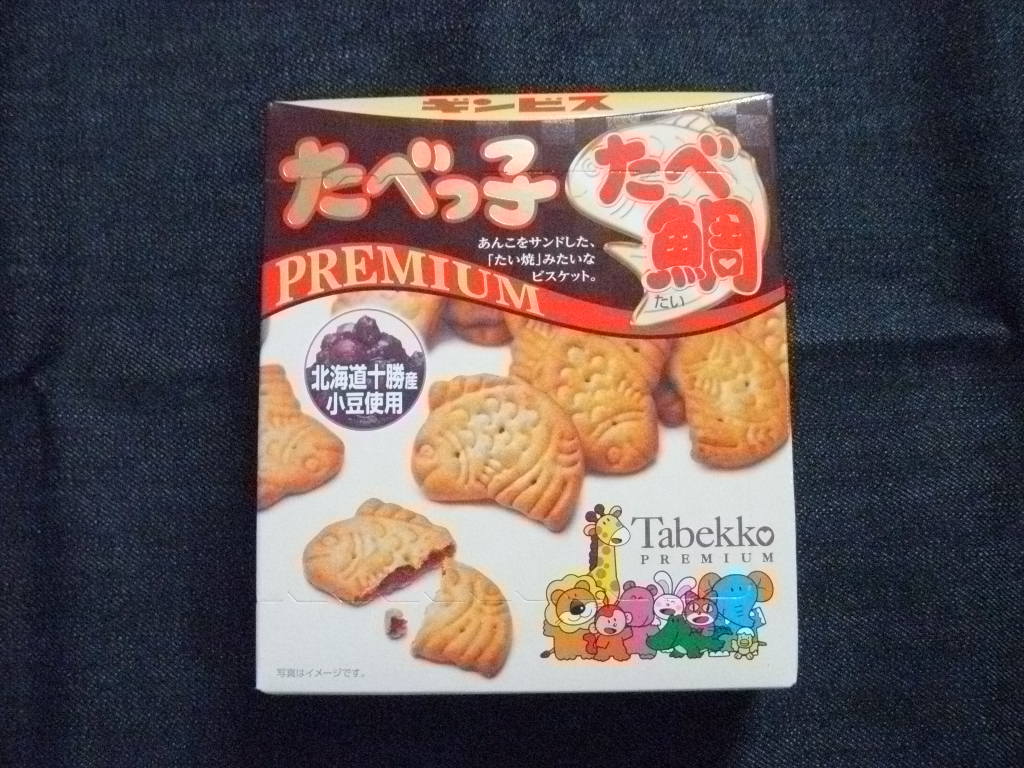 ギンビス
たべっ子
たべ
鯛
たい
PREMIUM
あんこをサンドした、
「たい焼」みたいな
ビスケット。
北海道十勝産
小豆使用
Tabekko
PREMIUM
写真はイメージです。